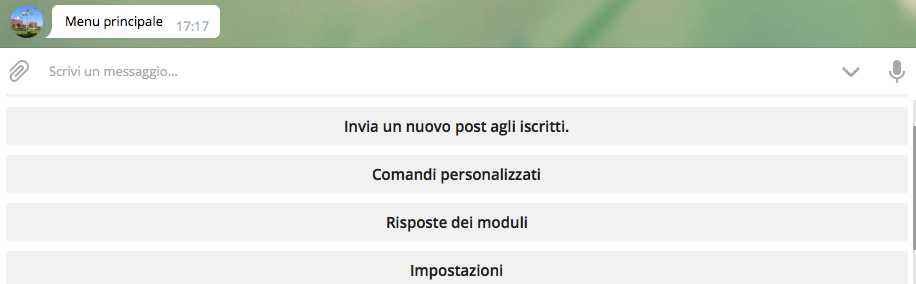 Menu principale
17:17
Scrivi un messaggio...
Invia un nuovo post agli iscritti.
Comandi personalizzati
Risposte dei moduli
Impostazioni